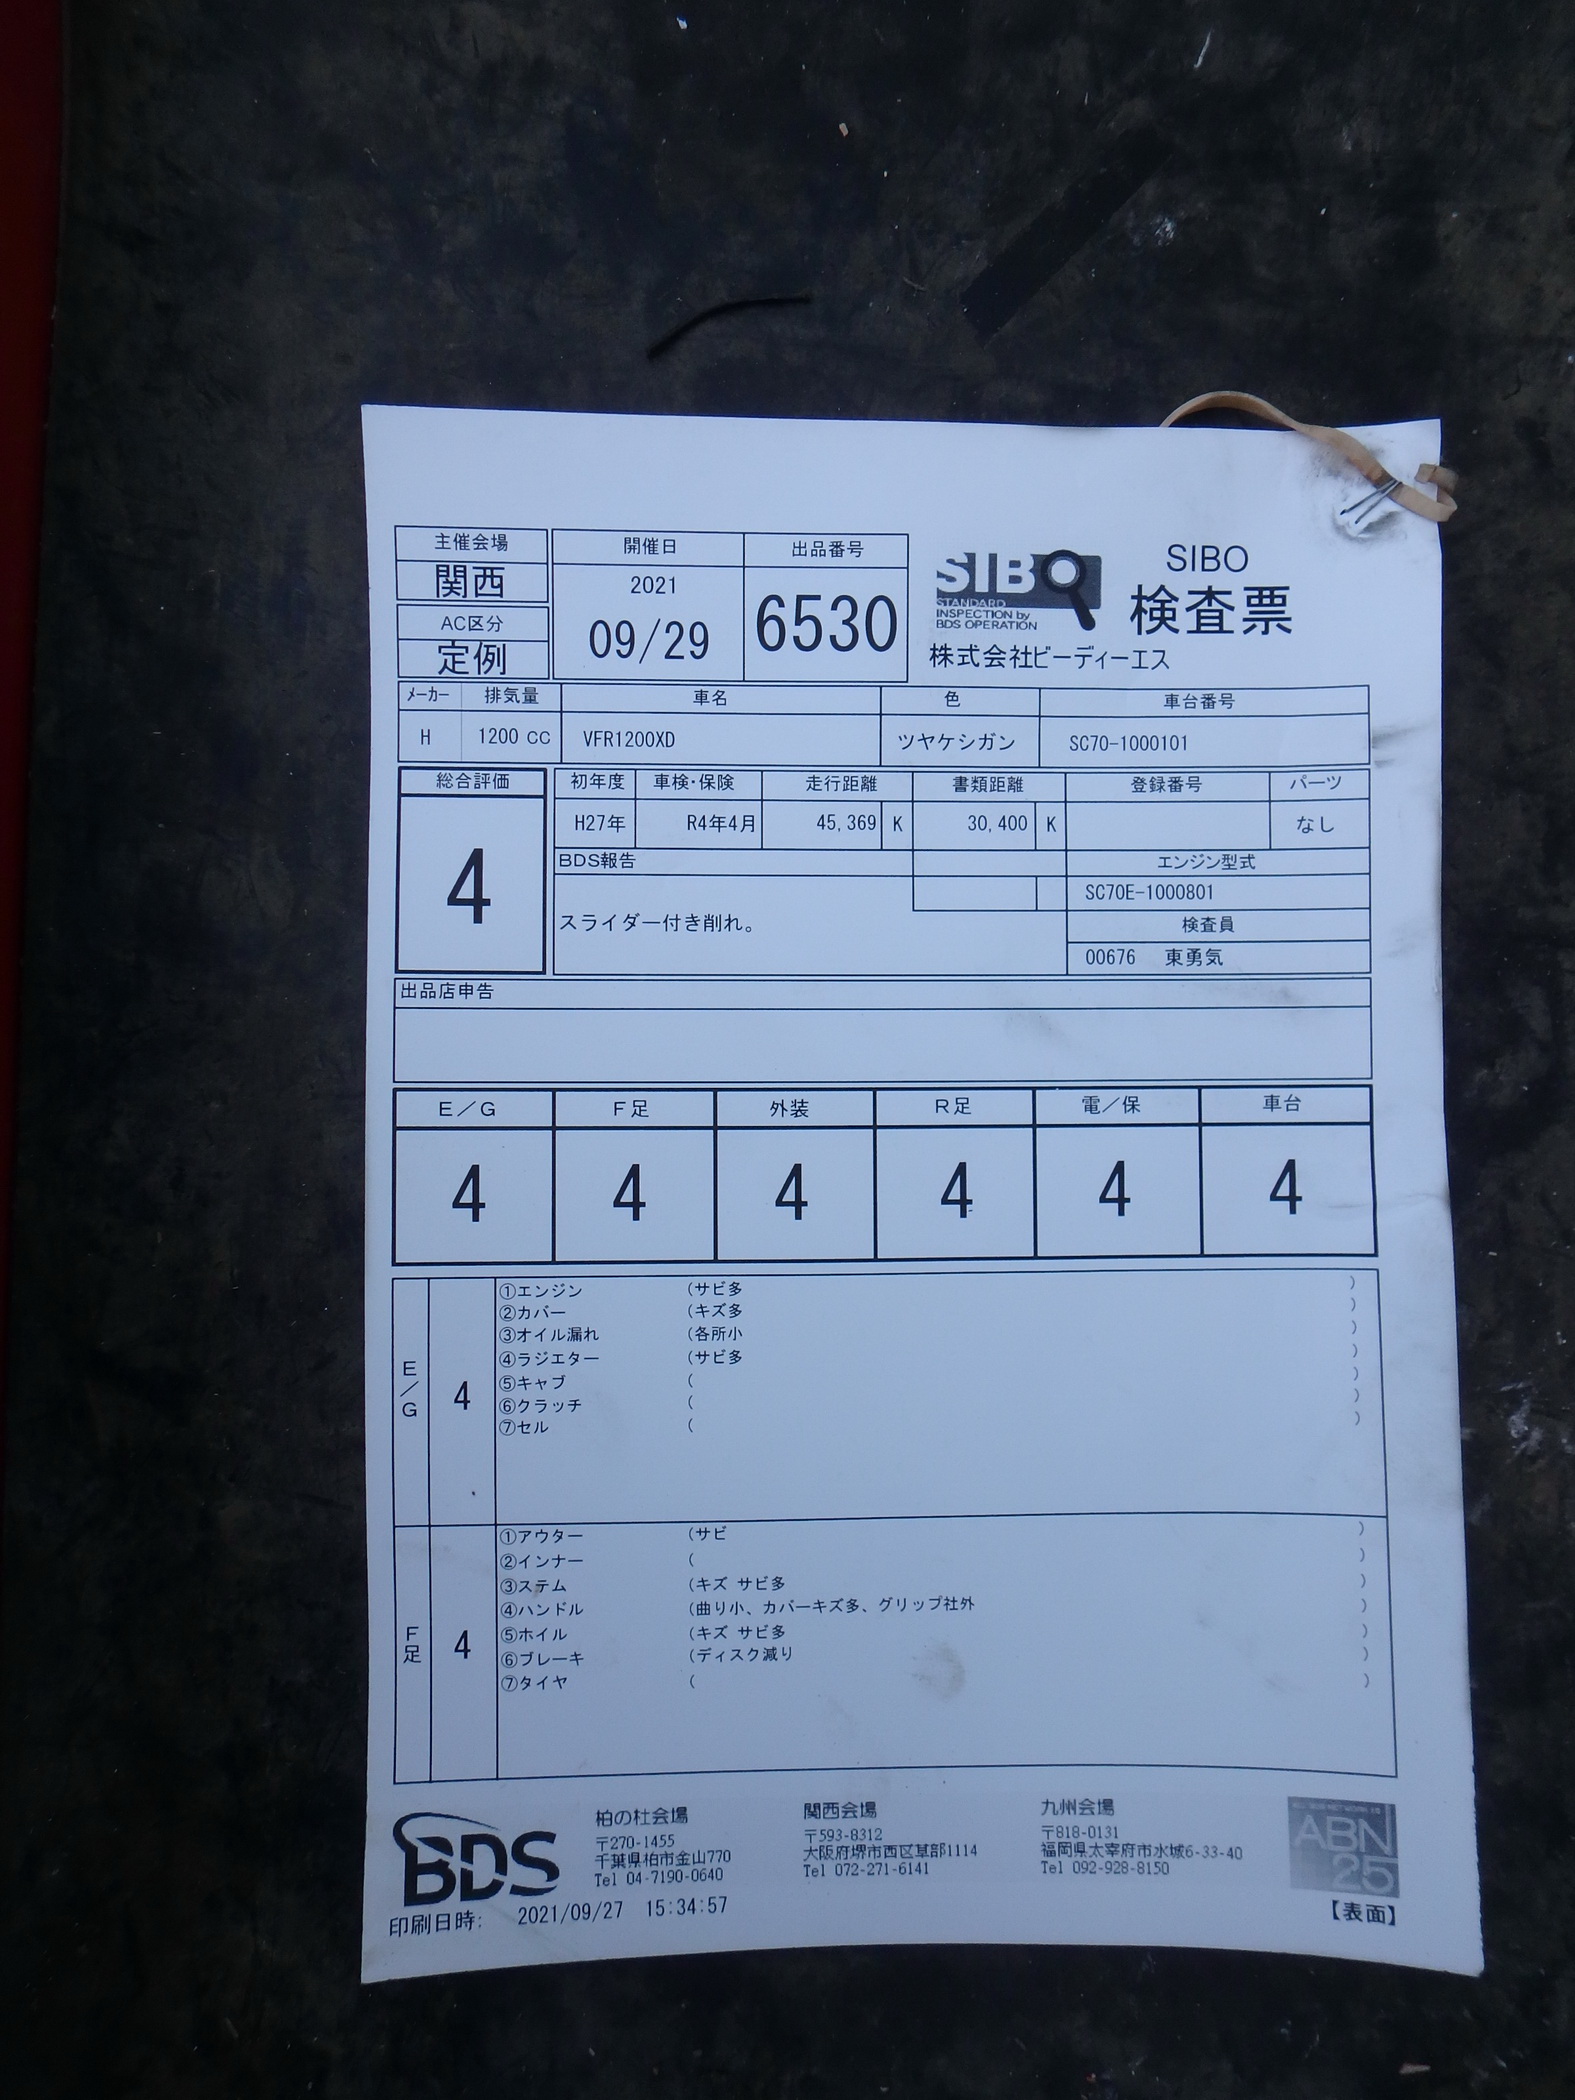 主催会場
関西
AC区分
定例
開催日
2021
09/29
出品番号
6530
SIBO
STANDARD
INSPECTION by
BDS OPERATION
SIBO
検査票
株式会社ビーディーエス
メーカー 排気量 車名 色 車台番号
H 1200 CC VFR1200XD ツヤケシガン SC70-1000101
総合評価
4
初年度 車検・保険 走行距離 書類距離 登録番号 パーツ
H27年 R4年4月 45,369 K 30,400 K なし
BDS報告
スライダー付き削れ。
エンジン型式
SC70E-1000801
検査員
00676 東勇気
出品店申告
E/G F足 外装 R足 電/保 車台
4 4 4 4 4 4
E/G
4
①エンジン (サビ多 )
②カバー (キズ多 )
③オイル漏れ (各所小 )
④ラジエター (サビ多 )
⑤キャブ ( )
⑥クラッチ ( )
⑦セル ( )
F足
4
①アウター (サビ )
②インナー ( )
③ステム (キズ サビ多 )
④ハンドル (曲り小、カバーキズ多、グリップ社外 )
⑤ホイル (キズ サビ多 )
⑥ブレーキ (ディスク減り )
⑦タイヤ ( )
BDS
柏の杜会場
〒270-1455
千葉県柏市金山770
Tel 04-7190-0640
関西会場
〒593-8312
大阪府堺市西区草部1114
Tel 072-271-6141
九州会場
〒818-0131
福岡県太宰府市水城6-33-40
Tel 092-928-8150
ABN
25
印刷日時: 2021/09/27 15:34:57
【表面】